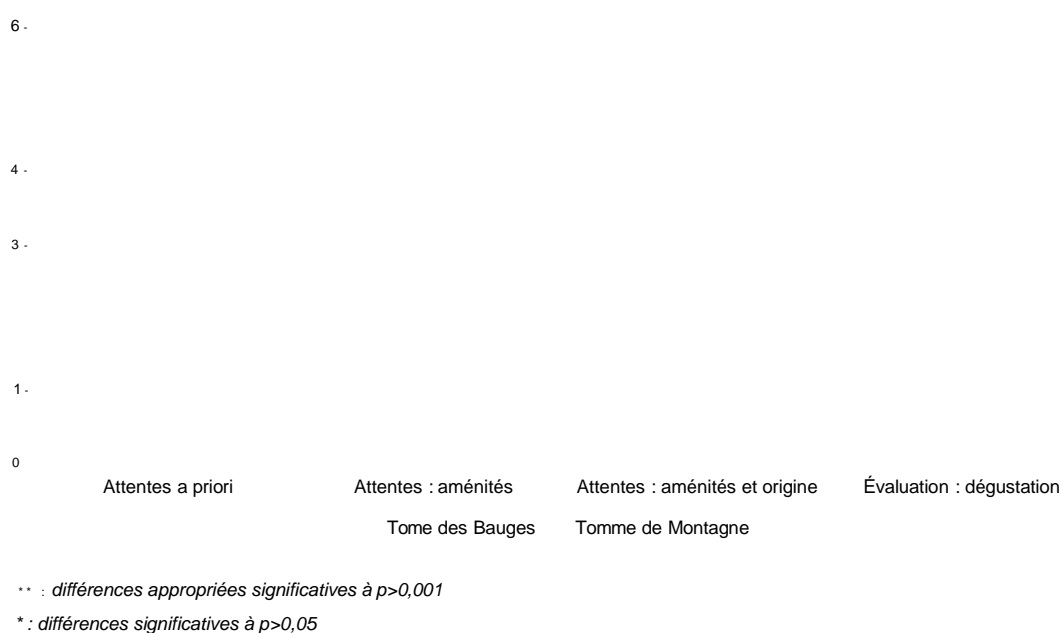 6 -
4 -
3 -
1 -
0
Attentes a priori Attentes : aménités Attentes : aménités et origine Évaluation : dégustation
Tome des Bauges Tomme de Montagne
** : différences appropriées significatives à p>0,001
* : différences significatives à p>0,05